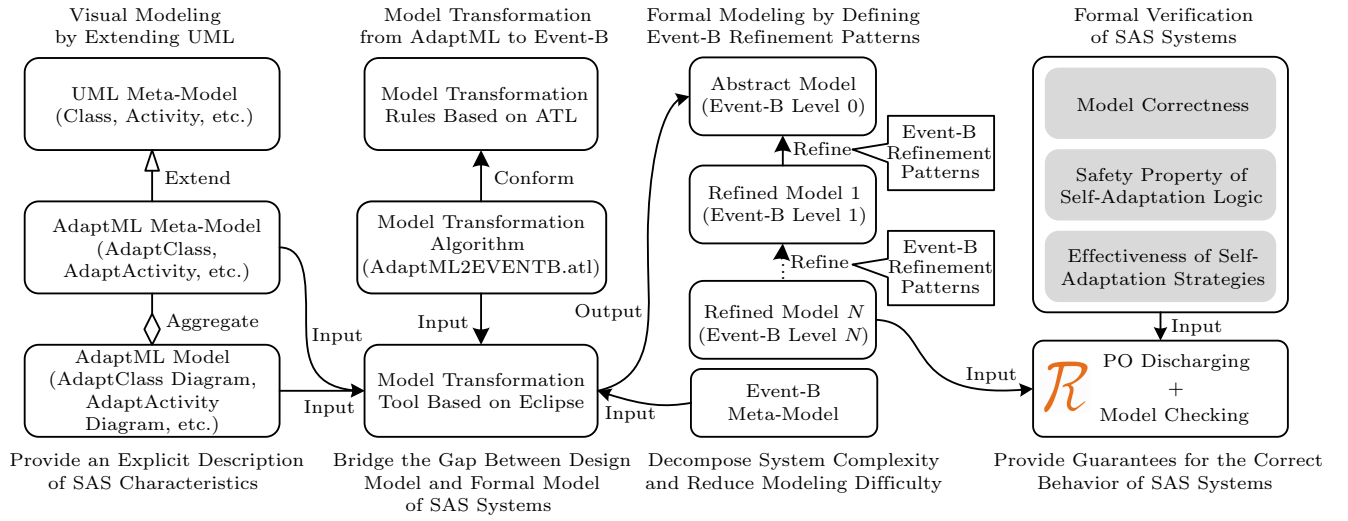 Visual Modeling
by Extending UML
UML Meta-Model
(Class, Activity, etc.)
Extend
AdaptML Meta-Model
(AdaptClass,
AdaptActivity, etc.)
Aggregate
Input
AdaptML Model
(AdaptClass Diagram,
AdaptActivity
Diagram, etc.)
Input
Provide an Explicit Description
of SAS Characteristics
Model Transformation
from AdaptML to Event-B
Model Transformation
Rules Based on ATL
Conform
Model Transformation
Algorithm
(AdaptML2EVENTB.atl)
Input
Model Transformation
Tool Based on Eclipse
Bridge the Gap Between Design
Model and Formal Model
of SAS Systems
Output
Input
Formal Modeling by Defining
Event-B Refinement Patterns
Abstract Model
(Event-B Level 0)
Refine
Event-B
Refinement
Patterns
Refined Model 1
(Event-B Level 1)
Refine
Event-B
Refinement
Patterns
Refined Model N
(Event-B Level N)
Event-B
Meta-Model
Decompose System Complexity
and Reduce Modeling Difficulty
Input
Formal Verification
of SAS Systems
Model Correctness
Safety Property of
Self-Adaptation Logic
Effectiveness of Self-
Adaptation Strategies
Input
R
PO Discharging
+
Model Checking
Provide Guarantees for the Correct
Behavior of SAS Systems